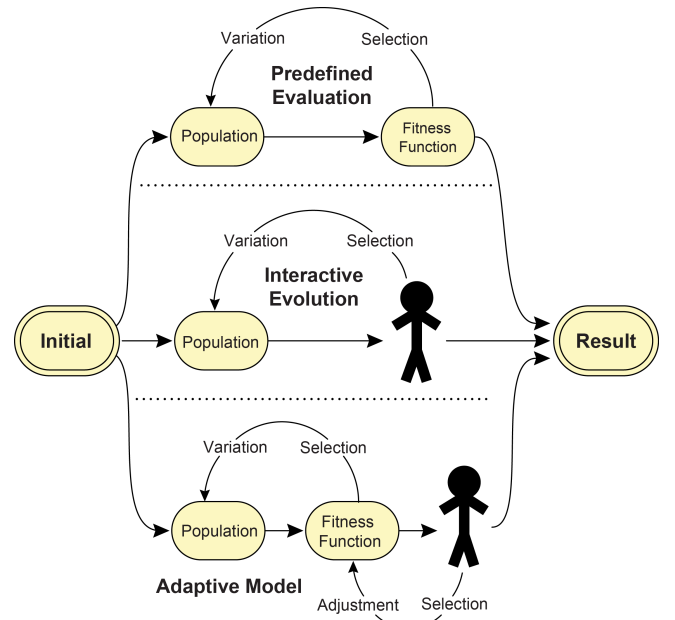 Variation
Selection
Predefined
Evaluation
Population
Fitness
Function
Variation
Selection
Interactive
Evolution
Initial
Population
Result
Variation
Selection
Population
Fitness
Function
Adaptive Model
Adjustment
Selection